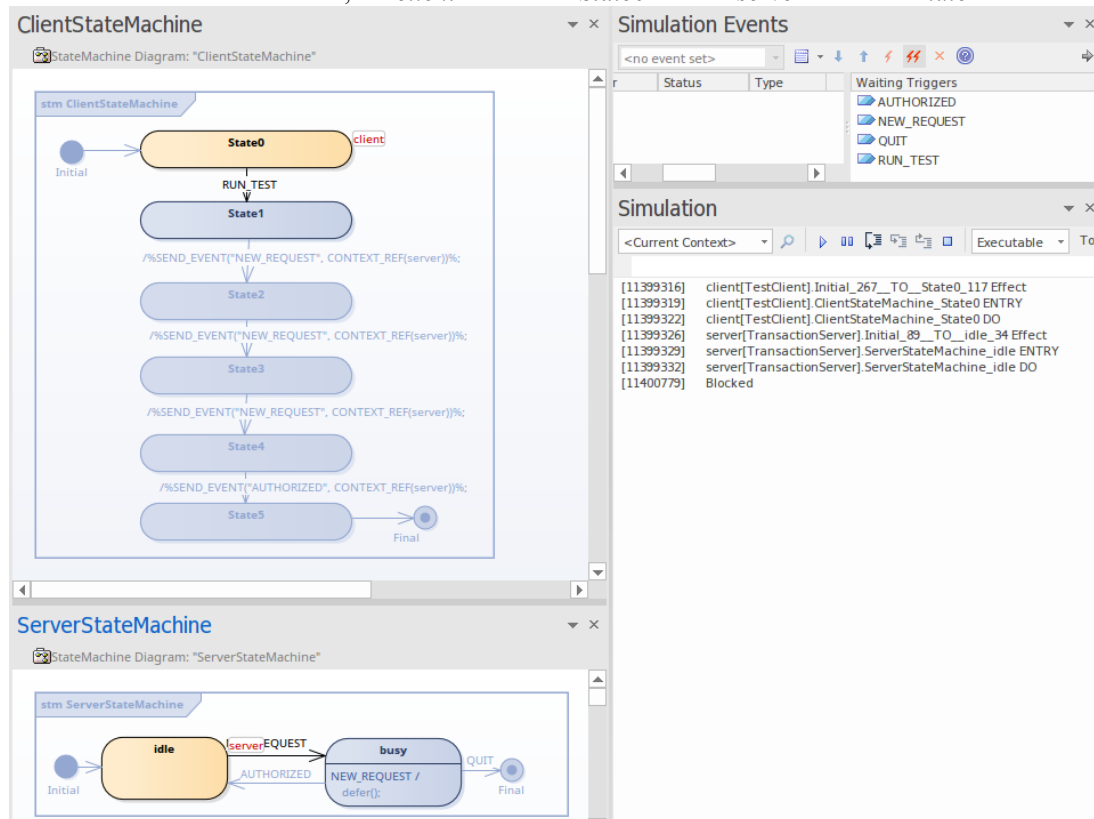 ClientStateMachine
StateMachine Diagram: "ClientStateMachine"
stm ClientStateMachine
Initial
State0
client
RUN_TEST
State1
/%SEND_EVENT("NEW_REQUEST", CONTEXT_REF(server))%;
State2
/%SEND_EVENT("NEW_REQUEST", CONTEXT_REF(server))%;
State3
/%SEND_EVENT("NEW_REQUEST", CONTEXT_REF(server))%;
State4
/%SEND_EVENT("AUTHORIZED", CONTEXT_REF(server))%;
State5
Final
ServerStateMachine
StateMachine Diagram: "ServerStateMachine"
stm ServerStateMachine
Initial
idle
server
EQUEST
AUTHORIZED
busy
NEW_REQUEST /
defer();
QUIT
Final
Simulation Events
<no event set>
r Status Type
Waiting Triggers
AUTHORIZED
NEW_REQUEST
QUIT
RUN_TEST
Simulation
<Current Context> Executable To
[11399316] client[TestClient].Initial_267__TO__State0_117 Effect
[11399319] client[TestClient].ClientStateMachine_State0 ENTRY
[11399322] client[TestClient].ClientStateMachine_State0 DO
[11399326] server[TransactionServer].Initial_89__TO__idle_34 Effect
[11399329] server[TransactionServer].ServerStateMachine_idle ENTRY
[11399332] server[TransactionServer].ServerStateMachine_idle DO
[11400779] Blocked